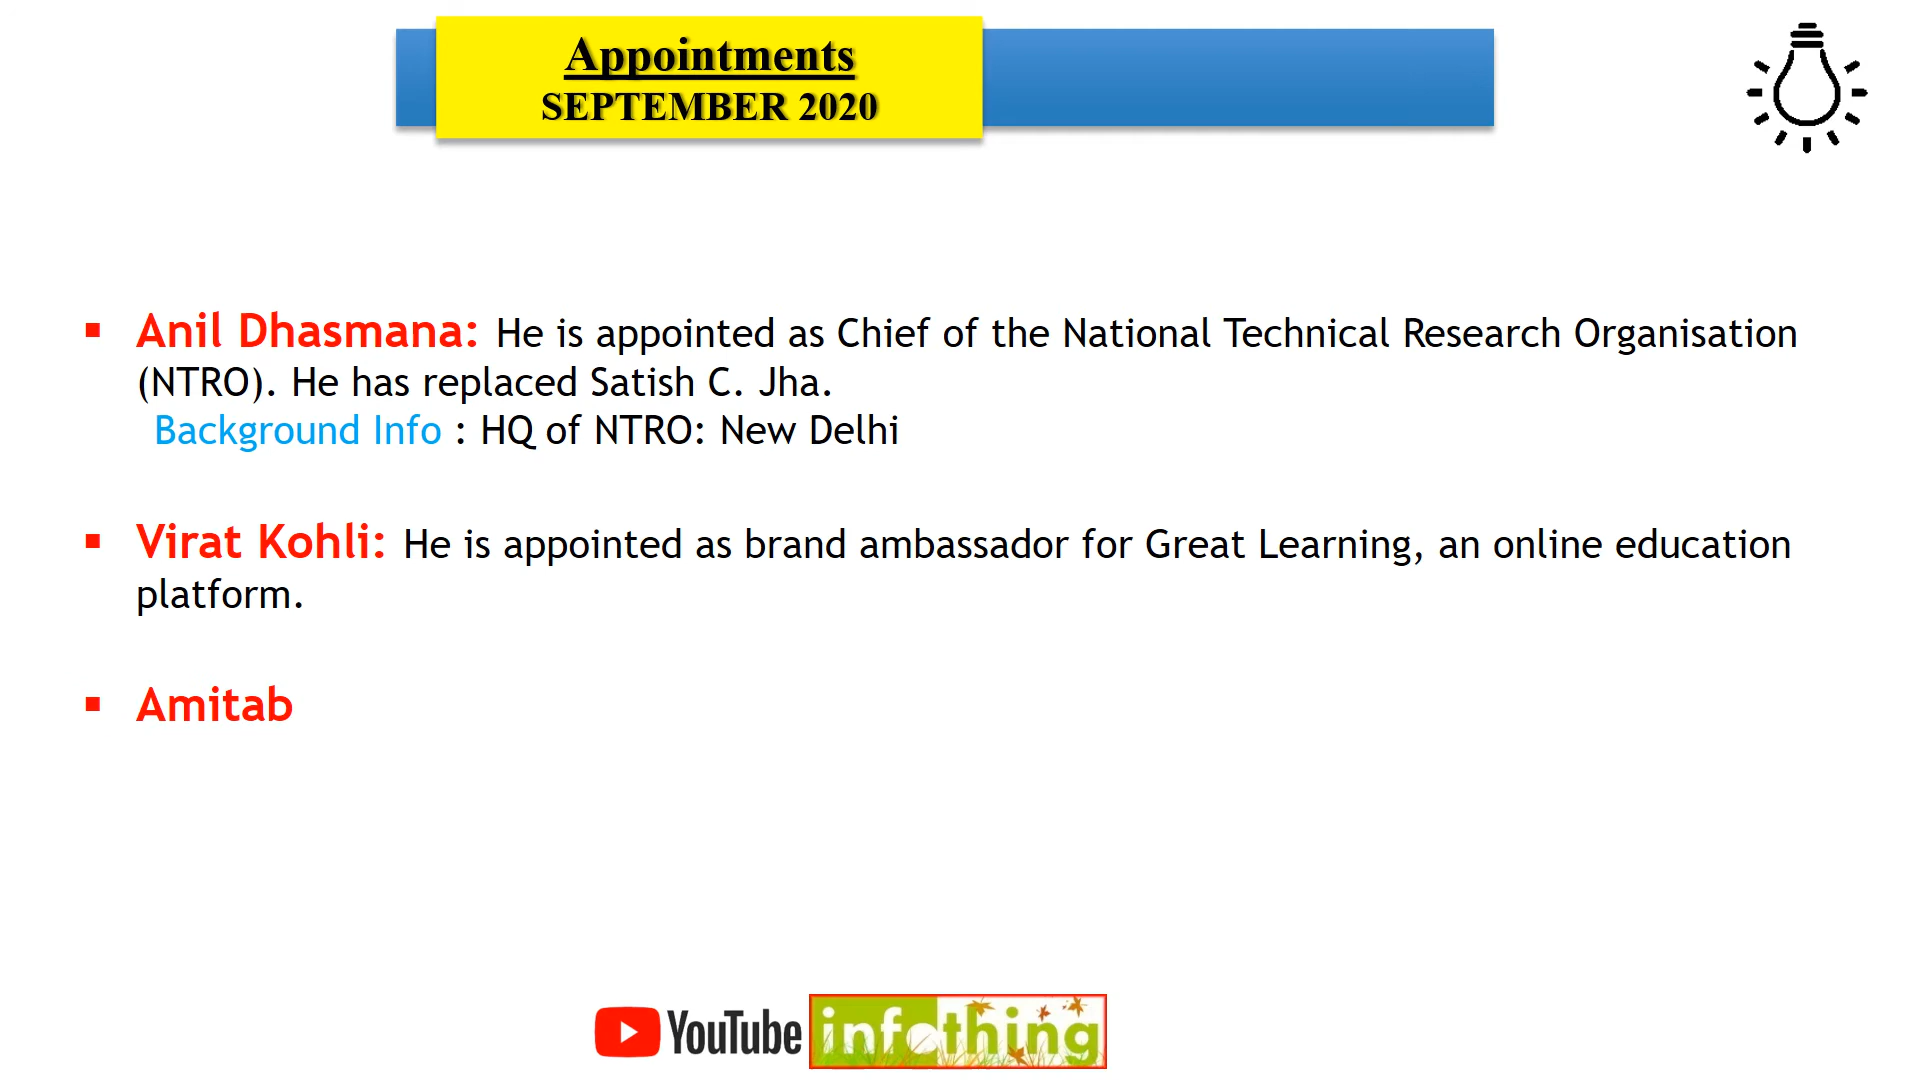 Appointments
SEPTEMBER 2020
▪ Anil Dhasmana: He is appointed as Chief of the National Technical Research Organisation
(NTRO). He has replaced Satish C. Jha.
Background Info : HQ of NTRO: New Delhi
▪ Virat Kohli: He is appointed as brand ambassador for Great Learning, an online education
platform.
▪ Amitab
YouTube infothing